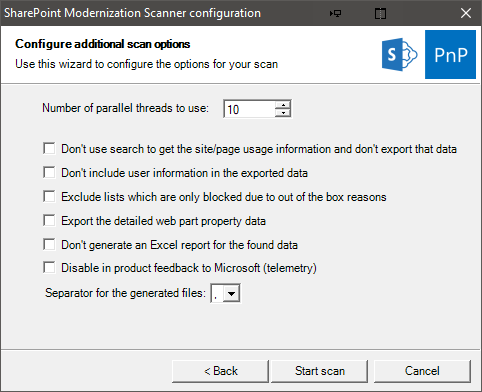 SharePoint Modernization Scanner configuration
Configure additional scan options
Use this wizard to configure the options for your scan
S
PnP
Number of parallel threads to use: 10
Don't use search to get the site/page usage information and don't export that data
Don't include user information in the exported data
Exclude lists which are only blocked due to out of the box reasons
Export the detailed web part property data
Don't generate an Excel report for the found data
Disable in product feedback to Microsoft (telemetry)
Separator for the generated files: ,
< Back Start scan Cancel